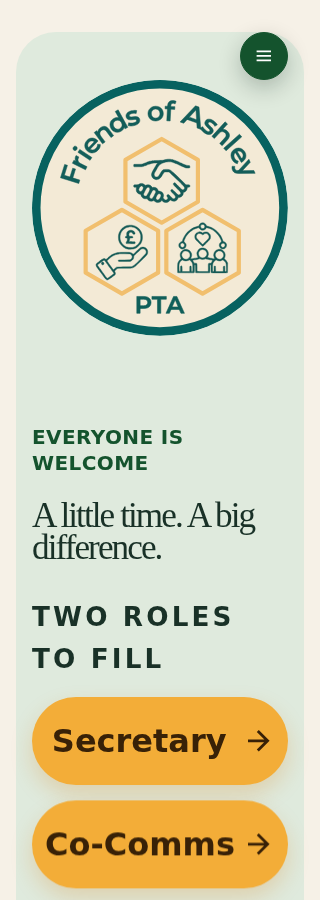 Friends of Ashley
£
PTA
EVERYONE IS
WELCOME
A little time. A big
difference.
TWO ROLES
TO FILL
Secretary →
Co-Comms →